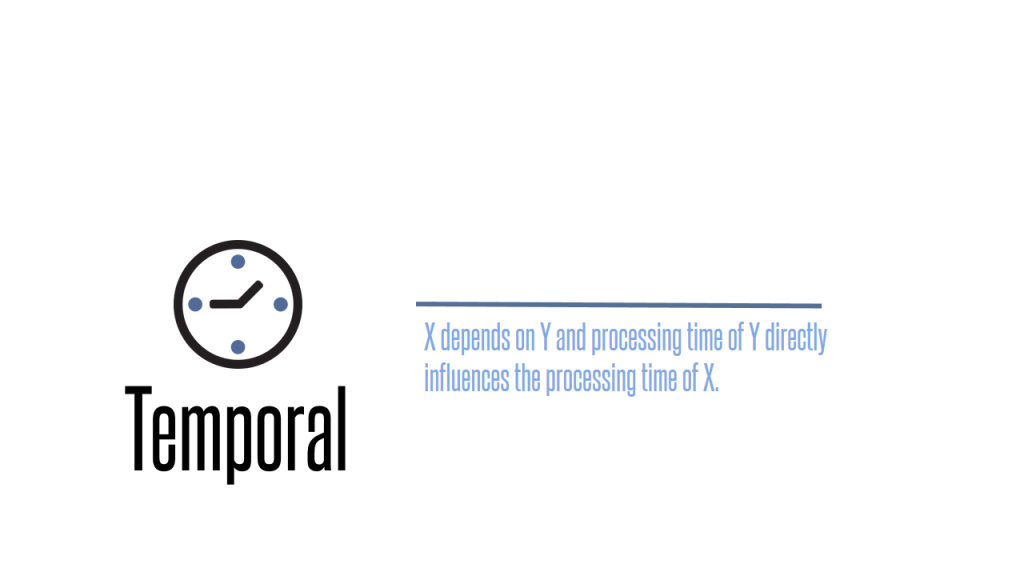 Temporal
X depends on Y and processing time of Y directly
influences the processing time of X.